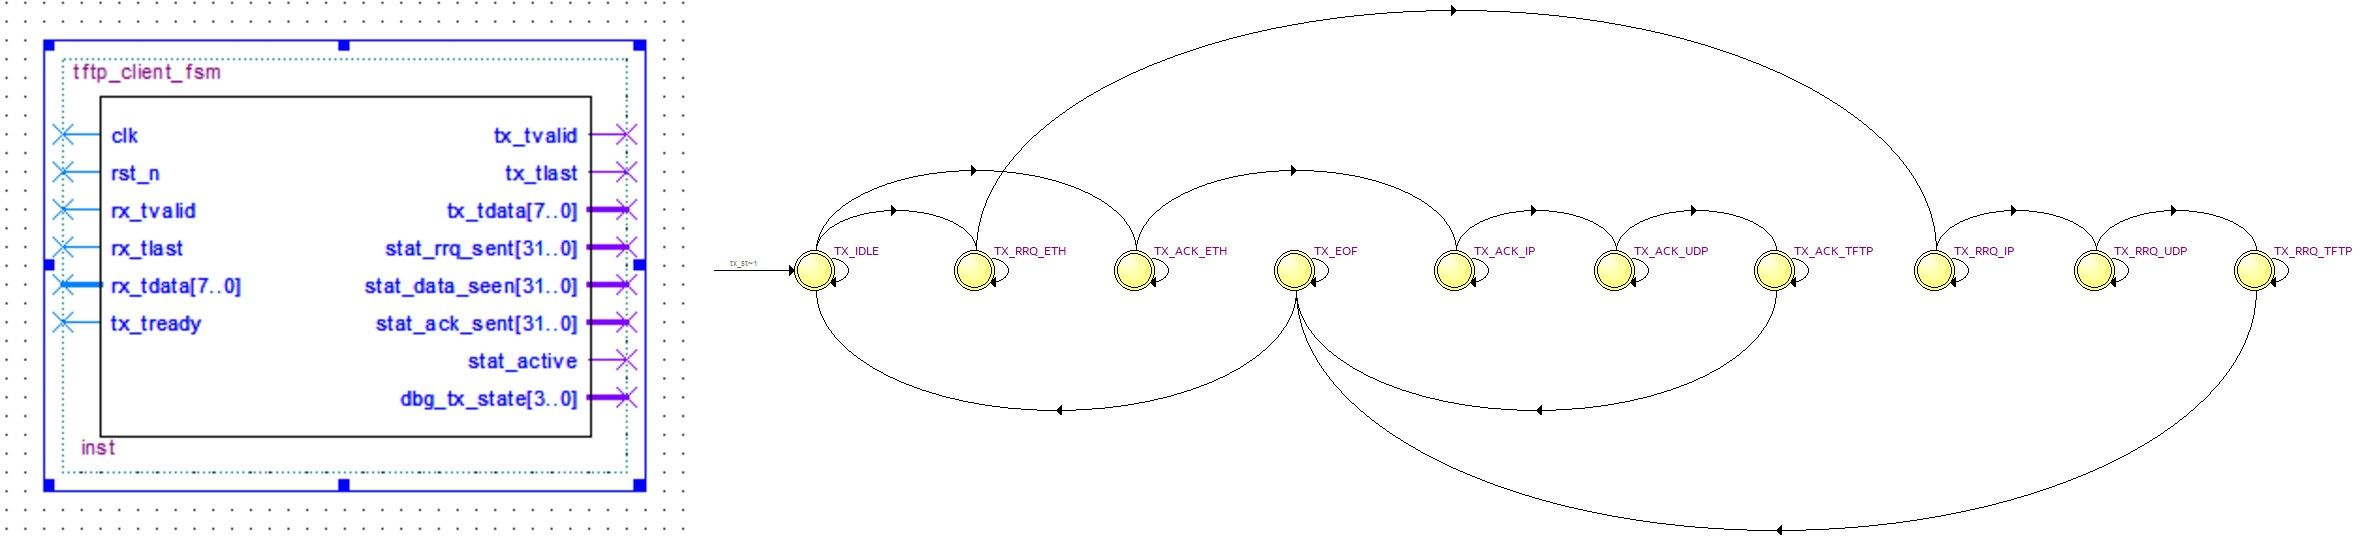 tftp_client_fsm
clk
rst_n
rx_tvalid
rx_tlast
rx_tdata[7..0]
tx_tready
tx_tvalid
tx_tlast
tx_tdata[7..0]
stat_rrq_sent[31..0]
stat_data_seen[31..0]
stat_ack_sent[31..0]
stat_active
dbg_tx_state[3..0]
inst
tx_st~1
TX_IDLE
TX_RRQ_ETH
TX_ACK_ETH
TX_EOF
TX_ACK_IP
TX_ACK_UDP
TX_ACK_TFTP
TX_RRQ_IP
TX_RRQ_UDP
TX_RRQ_TFTP